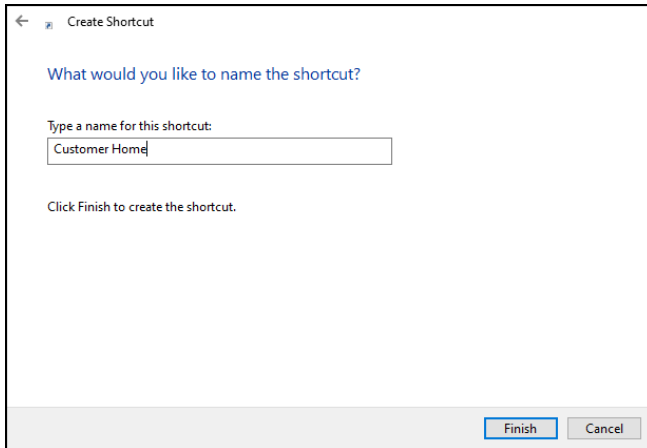 Create Shortcut
What would you like to name the shortcut?
Type a name for this shortcut:
Customer Home
Click Finish to create the shortcut.
Finish Cancel